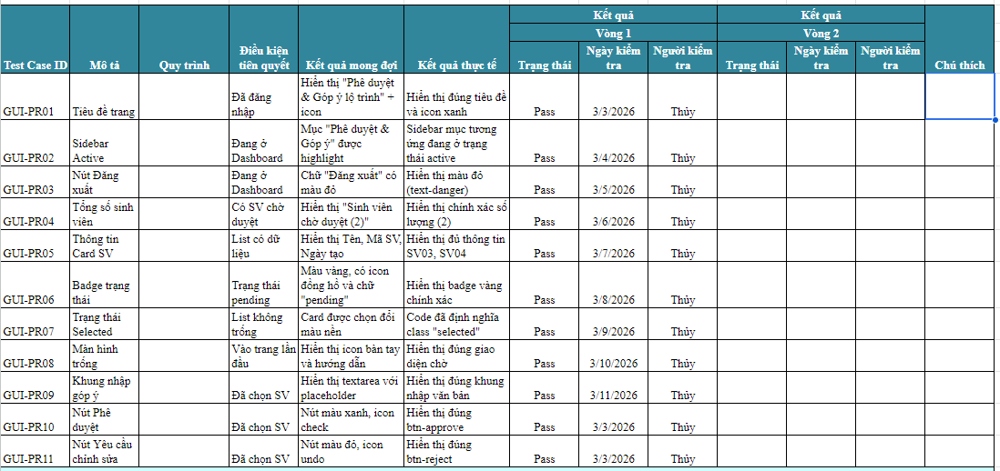 Kết quả Kết quả
Vòng 1 Vòng 2
Test Case ID Mô tả Quy trình Điều kiện tiên quyết Kết quả mong đợi Kết quả thực tế Trạng thái Ngày kiểm tra Người kiểm tra Trạng thái Ngày kiểm tra Người kiểm tra Chú thích
GUI-PR01 Tiêu đề trang Đã đăng nhập Hiển thị "Phê duyệt & Góp ý lộ trình" + icon Hiển thị đúng tiêu đề và icon xanh Pass 3/3/2026 Thủy
GUI-PR02 Sidebar Active Đang ở Dashboard Mục "Phê duyệt & Góp ý" được highlight Sidebar mục tương ứng đang ở trạng thái active Pass 3/4/2026 Thủy
GUI-PR03 Nút Đăng xuất Đang ở Dashboard Chữ "Đăng xuất" có màu đỏ Hiển thị màu đỏ (text-danger) Pass 3/5/2026 Thủy
GUI-PR04 Tổng số sinh viên Có SV chờ duyệt Hiển thị "Sinh viên chờ duyệt (2)" Hiển thị chính xác số lượng (2) Pass 3/6/2026 Thủy
GUI-PR05 Thông tin Card SV List có dữ liệu Hiển thị Tên, Mã SV, Ngày tạo Hiển thị đủ thông tin SV03, SV04 Pass 3/7/2026 Thủy
GUI-PR06 Badge trạng thái Trạng thái pending Màu vàng, có icon đồng hồ và chữ "pending" Hiển thị badge vàng chính xác Pass 3/8/2026 Thủy
GUI-PR07 Trạng thái Selected List không trống Card được chọn đổi màu nền Code đã định nghĩa class "selected" Pass 3/9/2026 Thủy
GUI-PR08 Màn hình trống Vào trang lần đầu Hiển thị icon bàn tay và hướng dẫn Hiển thị đúng giao diện chờ Pass 3/10/2026 Thủy
GUI-PR09 Khung nhập góp ý Đã chọn SV Hiển thị textarea với placeholder Hiển thị đúng khung nhập văn bản Pass 3/11/2026 Thủy
GUI-PR10 Nút Phê duyệt Đã chọn SV Nút màu xanh, icon check Hiển thị đúng btn-approve Pass 3/3/2026 Thủy
GUI-PR11 Nút Yêu cầu chỉnh sửa Đã chọn SV Nút màu đỏ, icon undo Hiển thị đúng btn-reject Pass 3/3/2026 Thủy